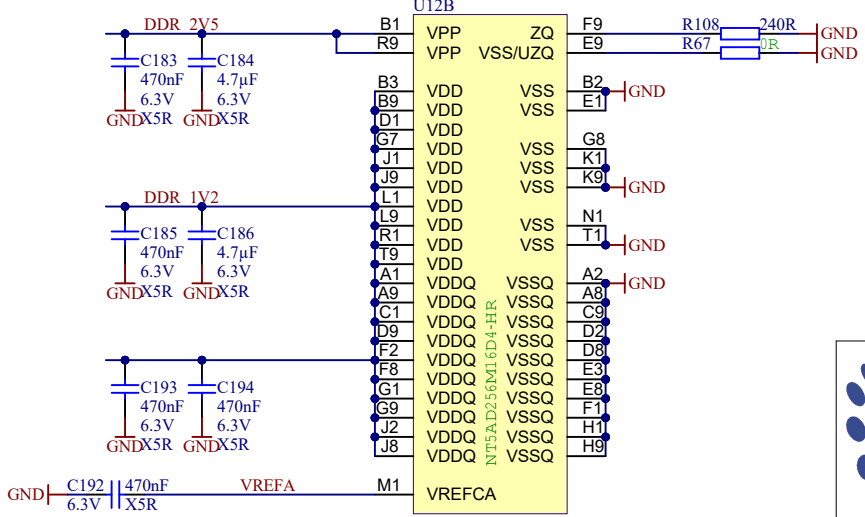 U12B
DDR 2V5
C183
470nF
6.3V
X5R
GND
C184
4.7µF
6.3V
X5R
GND
DDR 1V2
C185
470nF
6.3V
X5R
GND
C186
4.7µF
6.3V
X5R
GND
C193
470nF
6.3V
X5R
GND
C194
470nF
6.3V
X5R
GND
GND
C192
470nF
6.3V
X5R
VREFA
B1 VPP
R9 VPP
B3 VDD
B9 VDD
D1 VDD
G7 VDD
J1 VDD
J9 VDD
L1 VDD
L9 VDD
R1 VDD
T9 VDD
A1 VDDQ
A9 VDDQ
C1 VDDQ
D9 VDDQ
F2 VDDQ
F8 VDDQ
G1 VDDQ
G9 VDDQ
J2 VDDQ
J8 VDDQ
M1 VREFCA
NT5AD256M16D4-HR
ZQ F9 R108 240R GND
VSS/UZQ E9 R67 0R GND
VSS B2 GND
VSS E1
VSS G8
VSS K1
VSS K9 GND
VSS N1
VSS T1 GND
VSSQ A2 GND
VSSQ A8
VSSQ C9
VSSQ D2
VSSQ D8
VSSQ E3
VSSQ E8
VSSQ F1
VSSQ H1
VSSQ H9